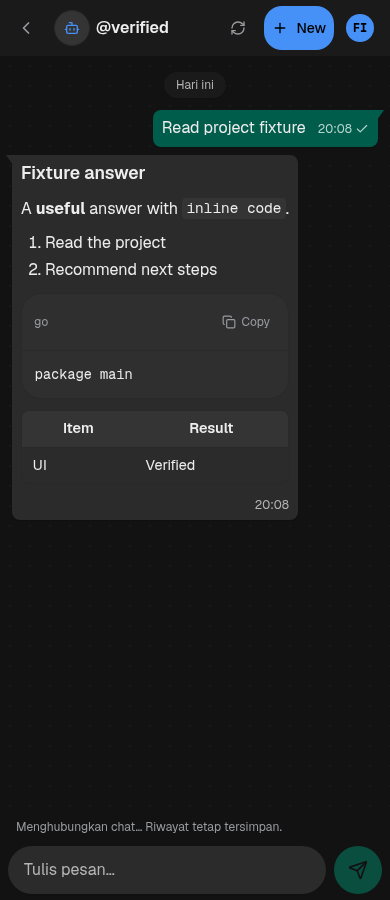 @verified
New
FI
Hari ini
Read project fixture 20:08
Fixture answer
A useful answer with inline code.
1. Read the project
2. Recommend next steps
go Copy
package main
Item Result
UI Verified
20:08
Menghubungkan chat… Riwayat tetap tersimpan.
Tulis pesan…